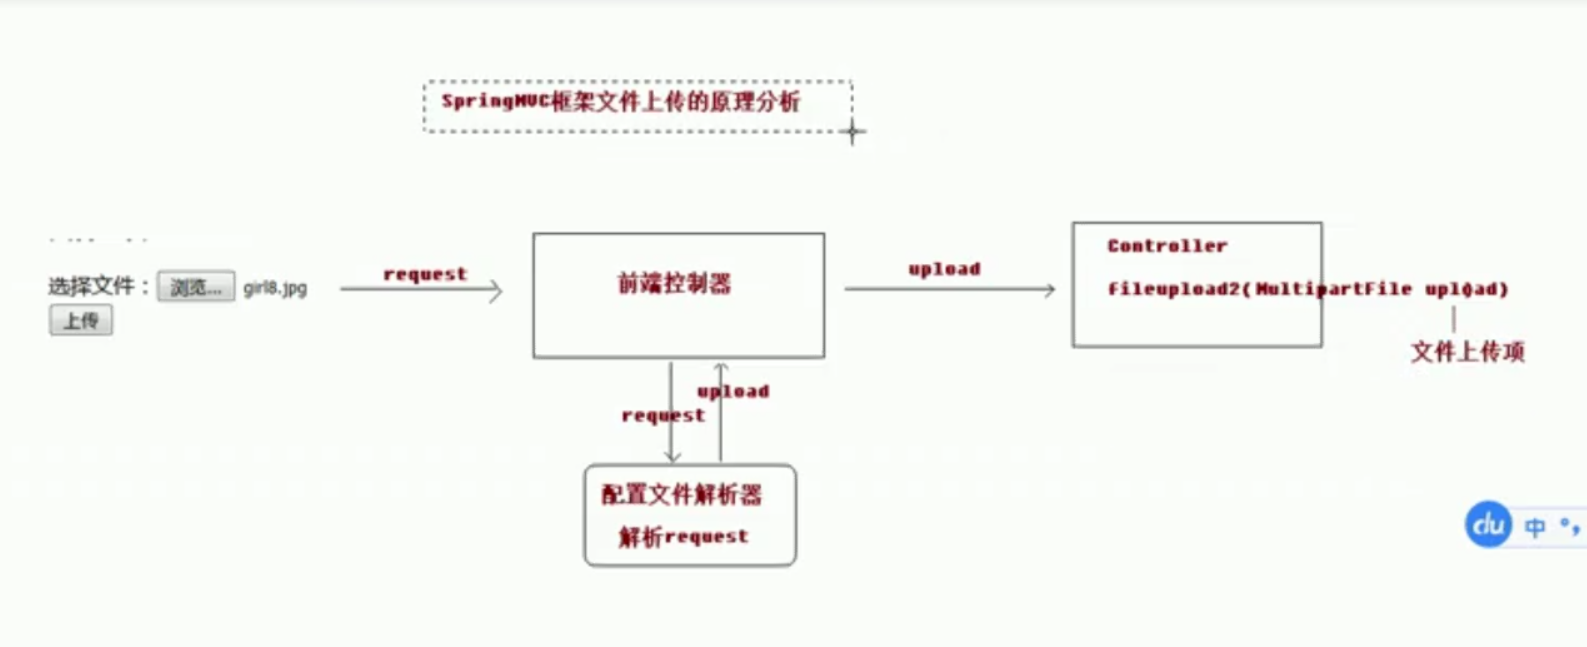 SpringMVC框架文件上传的原理分析
选择文件： 浏览... girl8.jpg
上传
request
前端控制器
upload
Controller
fileupload2(MultipartFile upload)
文件上传项
upload
request
配置文件解析器
解析request
du 中 °,